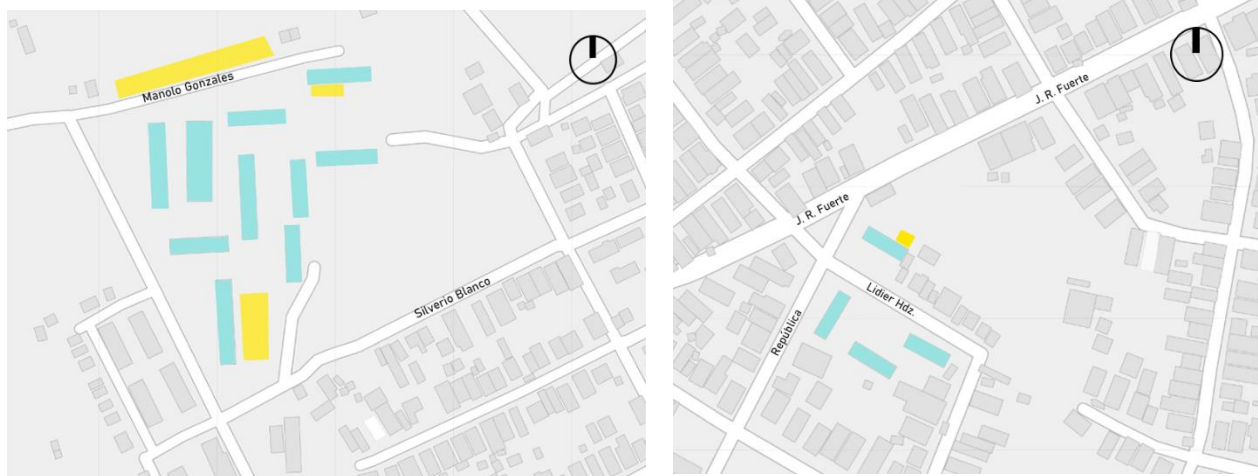 Manolo Gonzales
Silverio Blanco
J. R. Fuerte
J. R. Fuerte
Lidier Hdz.
República